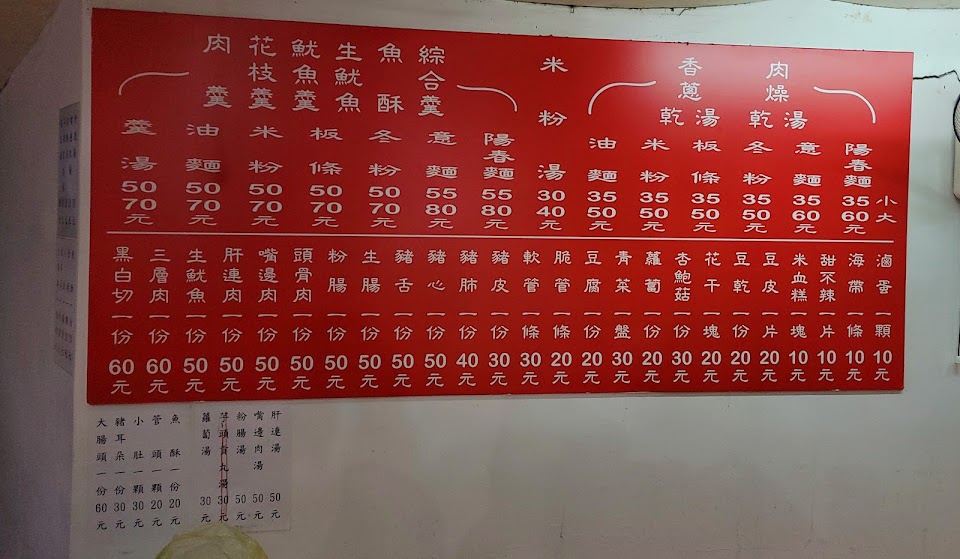 香蔥
乾湯
肉燥
乾湯
小
大
陽春麵 35 60 元
意麵 35 60 元
冬粉 35 50 元
板條 35 50 元
米粉 35 50 元
油麵 35 50 元
米粉湯 30 40 元
綜合羹
魚酥
生魷魚
魷魚羹
花枝羹
肉羹
陽春麵 55 80 元
意麵 55 80 元
冬粉 50 70 元
板條 50 70 元
米粉 50 70 元
油麵 50 70 元
羹湯 50 70 元
滷蛋 一顆 10元
海帶 一條 10元
甜不辣 一片 10元
米血糕 一塊 10元
豆皮 一片 20元
豆乾 一份 20元
花干 一塊 20元
杏鮑菇 一份 30元
蘿蔔 一份 20元
青菜 一盤 30元
豆腐 一份 20元
脆管 一條 20元
軟管 一條 30元
豬皮 一份 30元
豬肺 一份 40元
豬心 一份 50元
豬舌 一份 50元
生腸 一份 50元
粉腸 一份 50元
頭骨肉 一份 50元
嘴邊肉 一份 50元
肝連肉 一份 50元
生魷魚 一份 50元
三層肉 一份 60元
黑白切 一份 60元
肝連湯 50元
嘴邊肉湯 50元
粉腸湯 50元
蘿蔔湯 30元
魚酥一份 20元
管頭一顆 20元
小肚一顆 30元
豬耳朵一份 30元
大腸頭一份 60元